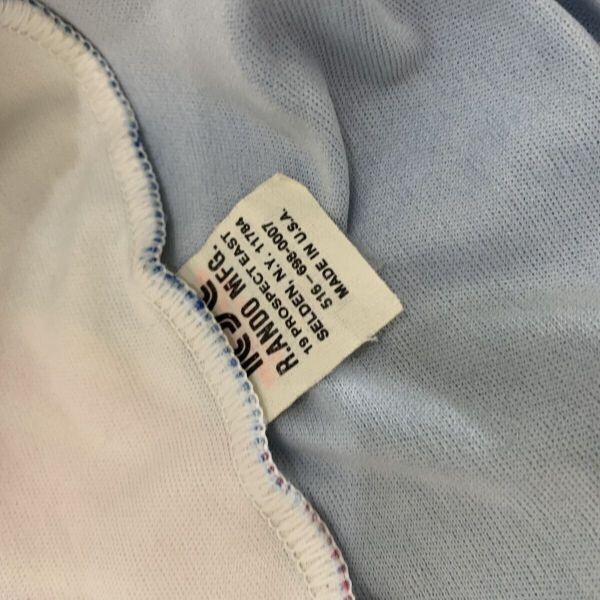 R.ANDO MFG.
19 PROSPECT EAST
SELDEN, N.Y. 11784
516-698-0007
MADE IN U.S.A.